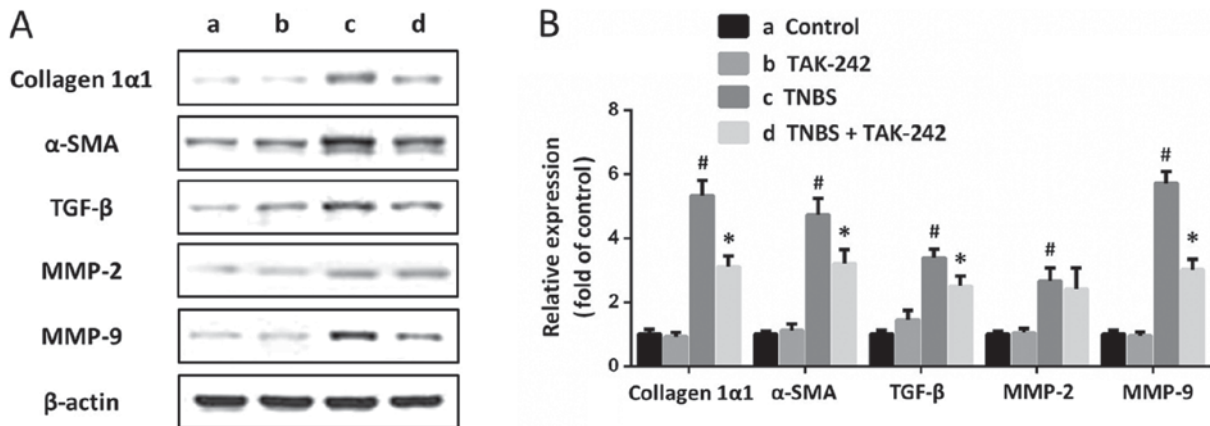 A
a b c d
Collagen 1α1
α-SMA
TGF-β
MMP-2
MMP-9
β-actin
B
a Control
b TAK-242
c TNBS
d TNBS + TAK-242
Relative expression
(fold of control)
8
6
4
2
0
# * # * # * # # *
Collagen 1α1 α-SMA TGF-β MMP-2 MMP-9